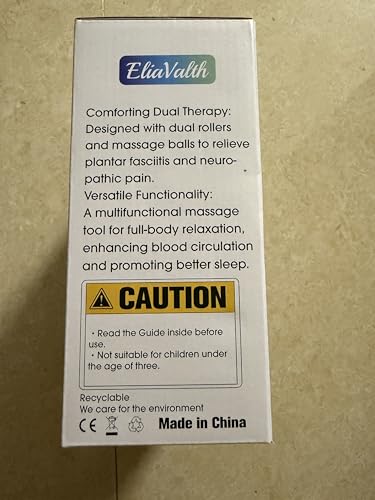 EliaValth
Comforting Dual Therapy:
Designed with dual rollers
and massage balls to relieve
plantar fasciitis and neuro-
pathic pain.
Versatile Functionality:
A multifunctional massage
tool for full-body relaxation,
enhancing blood circulation
and promoting better sleep.
CAUTION
· Read the Guide inside before
use.
· Not suitable for children under
the age of three.
Recyclable
We care for the environment
CE Made in China